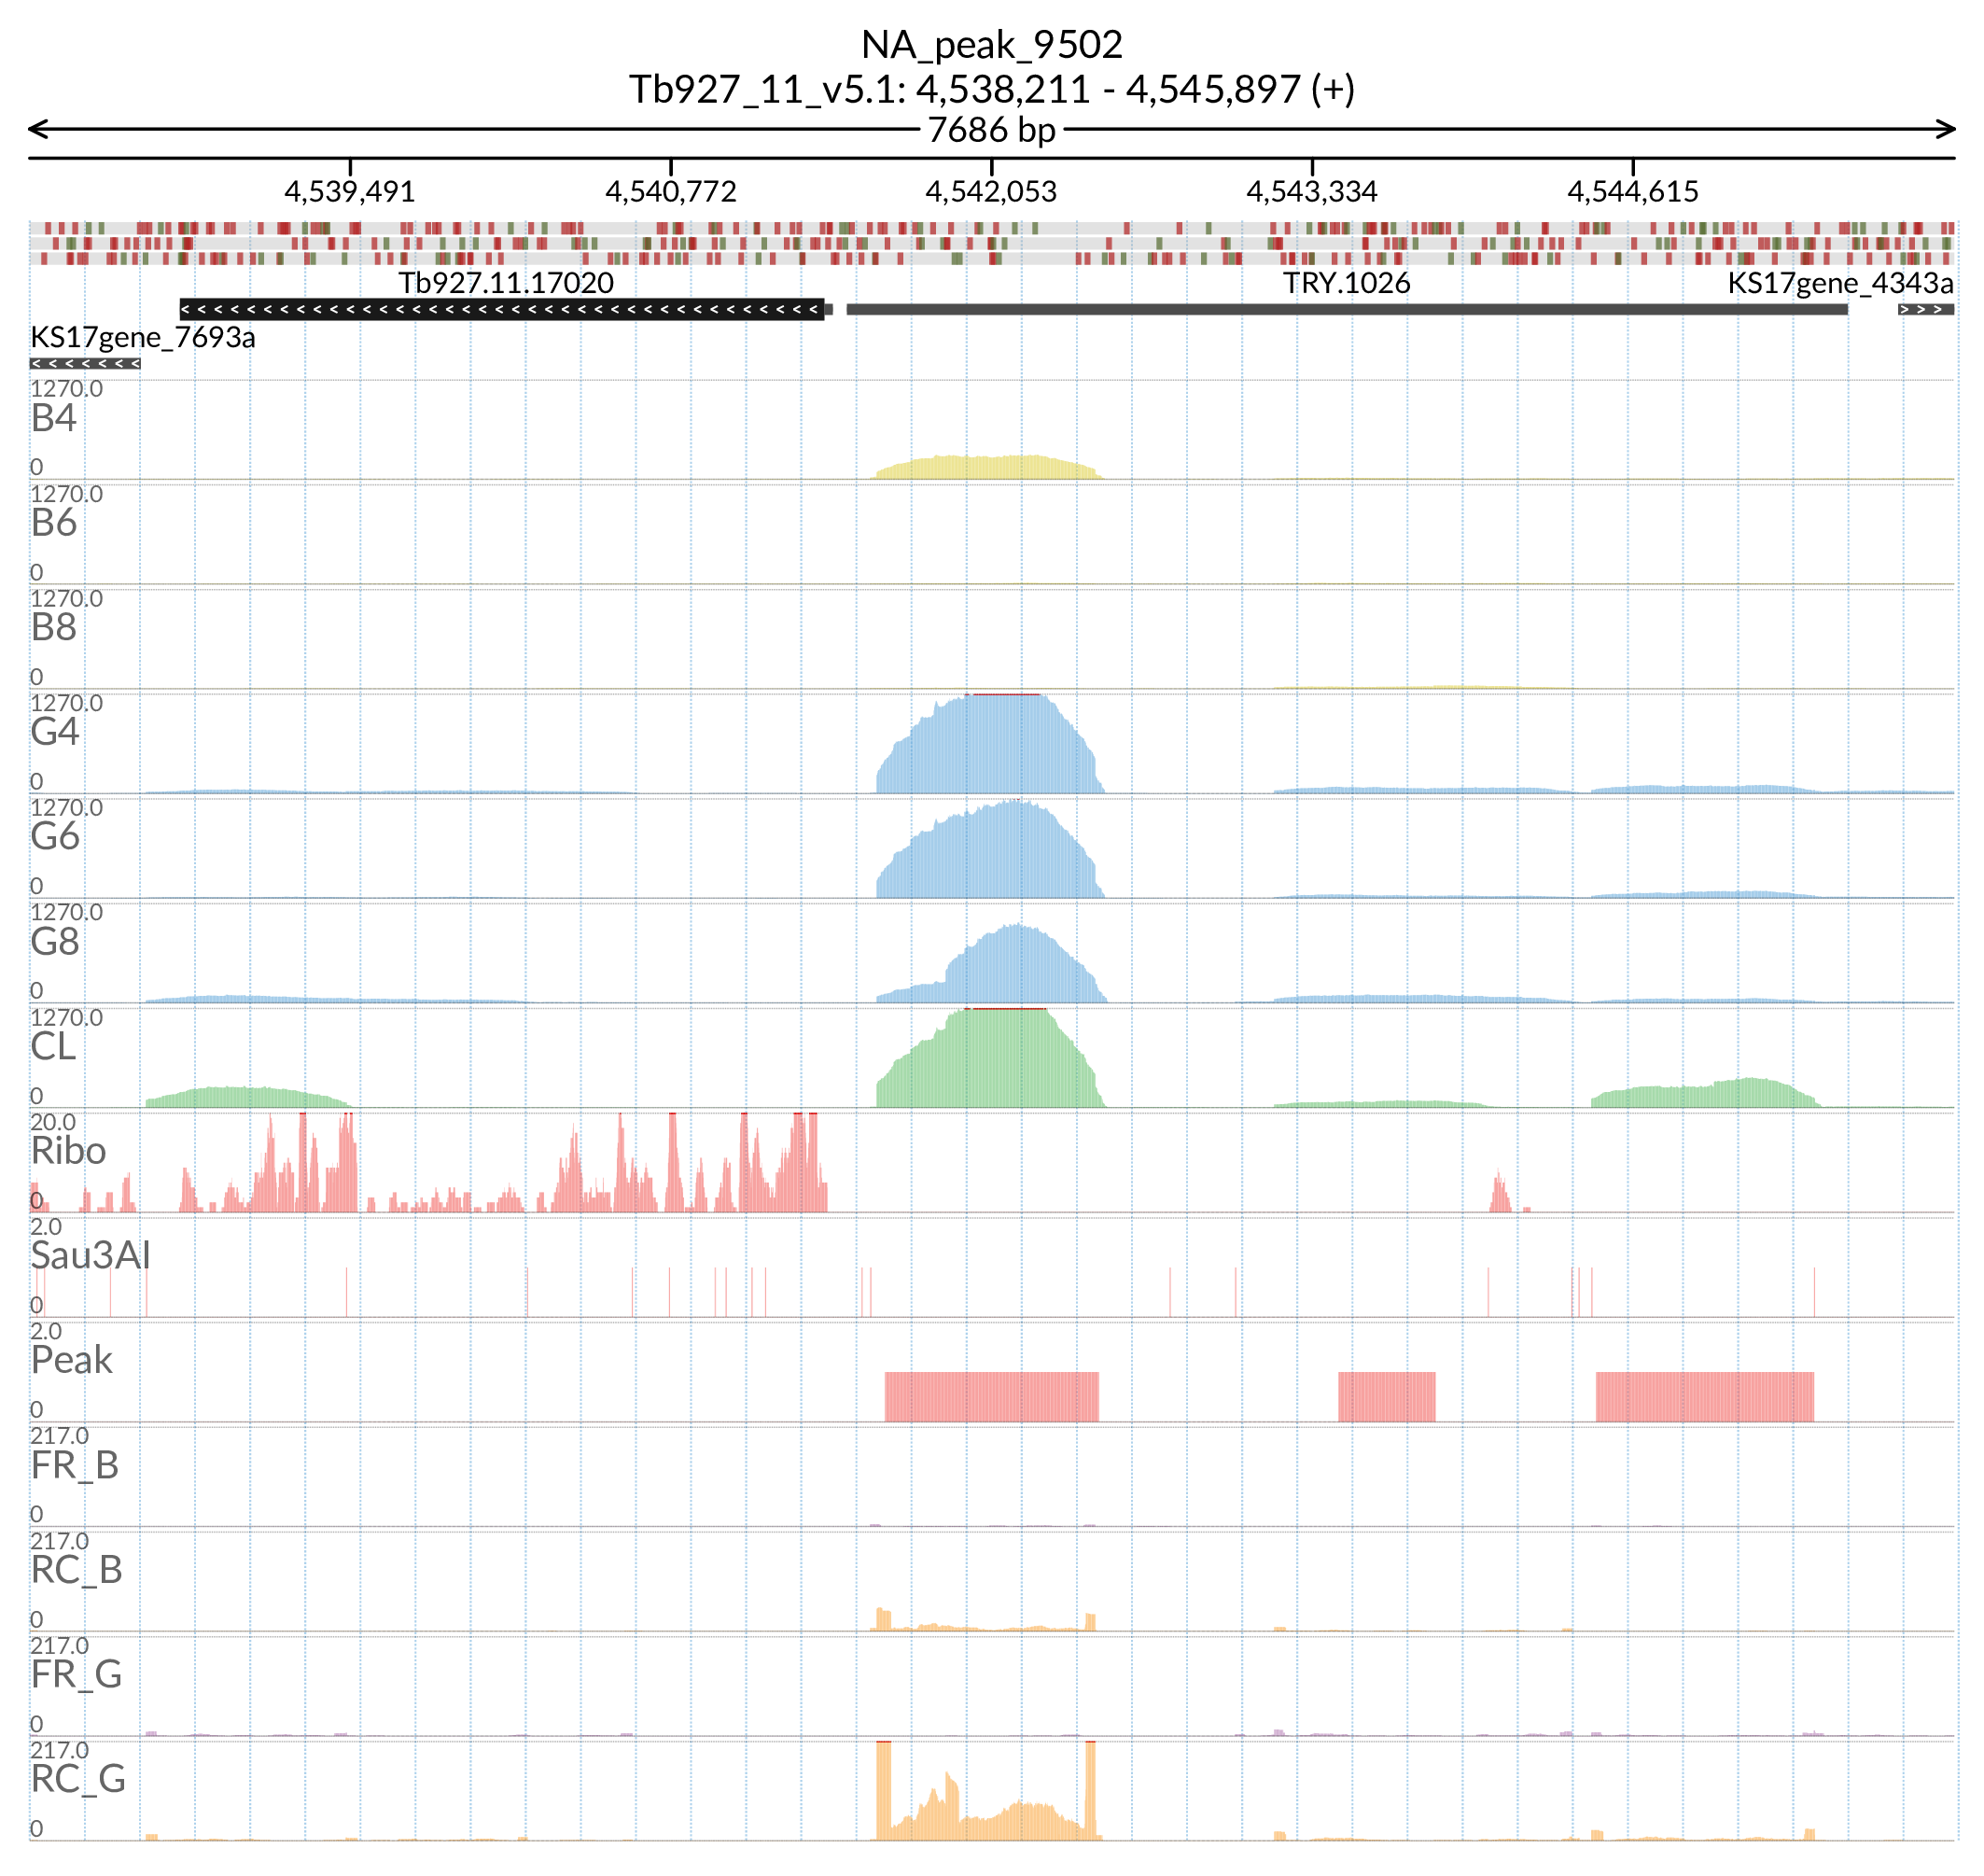 NA_peak_9502
Tb927_11_v5.1: 4,538,211 - 4,545,897 (+)
7686 bp
4,539,491 4,540,772 4,542,053 4,543,334 4,544,615
Tb927.11.17020 TRY.1026 KS17gene_4343a
KS17gene_7693a
1270.0
B4
0
1270.0
B6
0
1270.0
B8
0
1270.0
G4
0
1270.0
G6
0
1270.0
G8
0
1270.0
CL
0
20.0
Ribo
0
2.0
Sau3AI
0
2.0
Peak
0
217.0
FR_B
0
217.0
RC_B
0
217.0
FR_G
0
217.0
RC_G
0